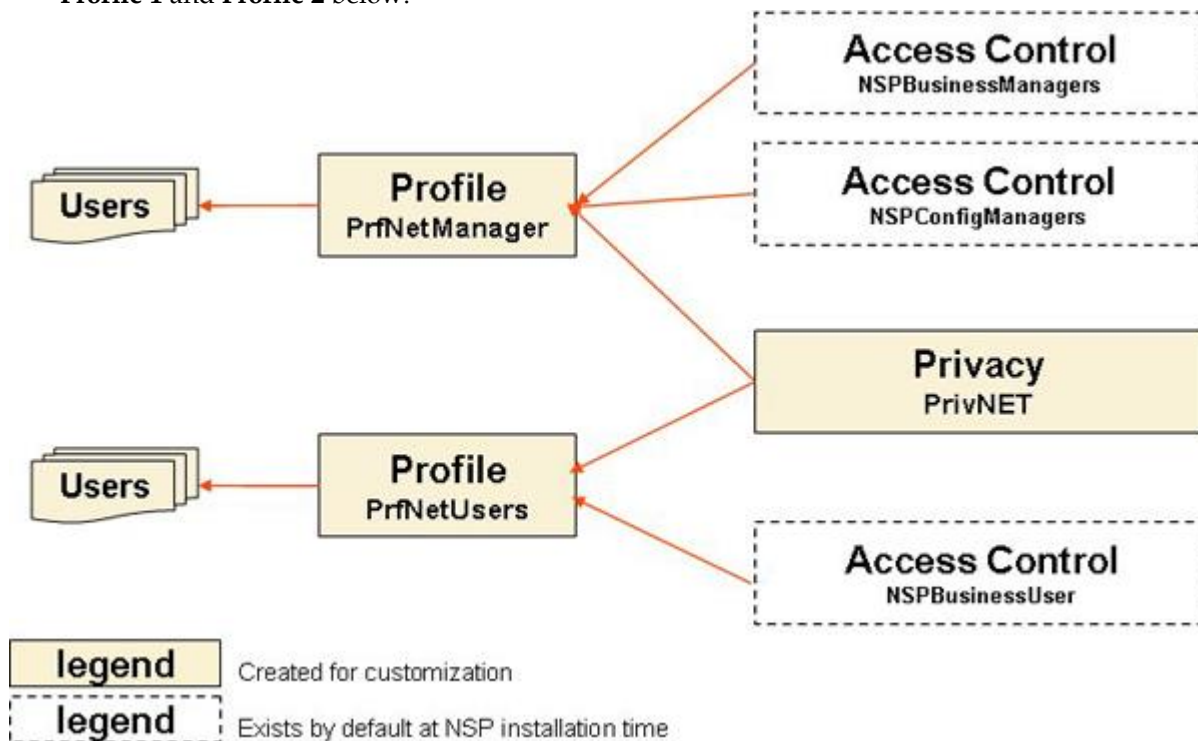 Profile 1 and Profile 2 below.
Access Control
NSPBusinessManagers
Access Control
NSPConfigManagers
Users
Profile
PrfNetManager
Privacy
PrivNET
Users
Profile
PrfNetUsers
Access Control
NSPBusinessUser
legend
Created for customization
legend
Exists by default at NSP installation time